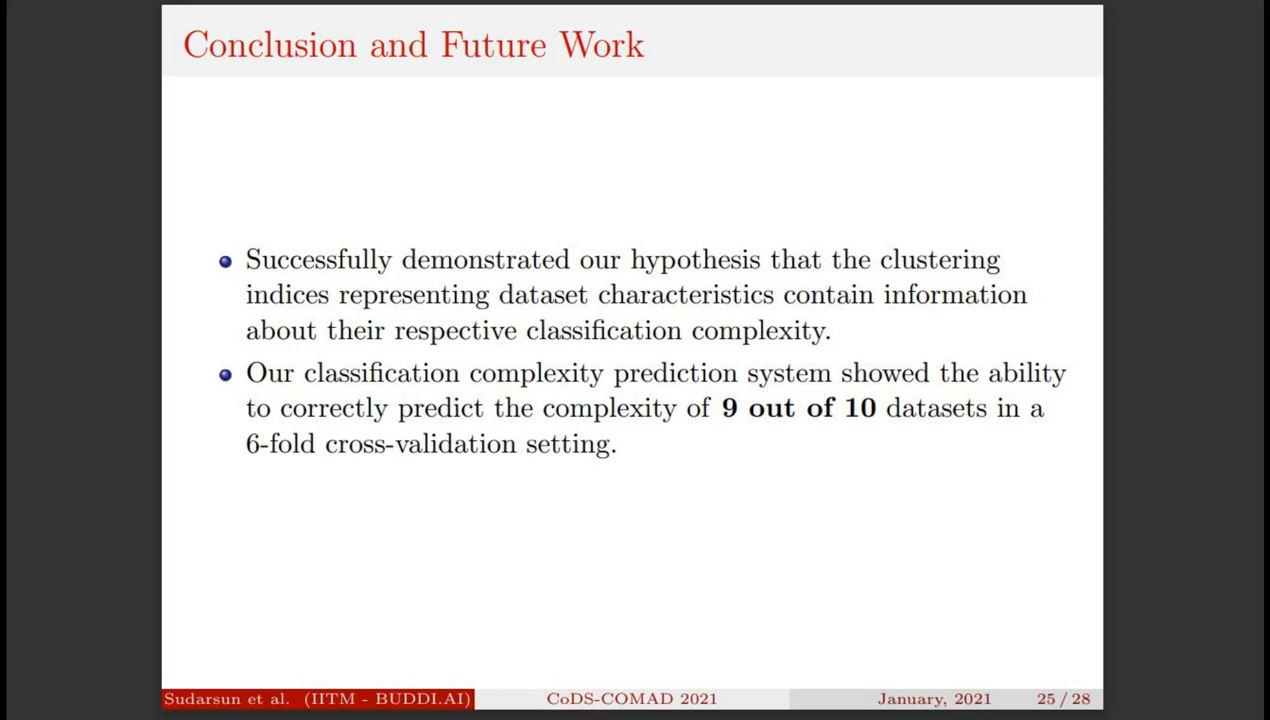 Conclusion and Future Work
Successfully demonstrated our hypothesis that the clustering
indices representing dataset characteristics contain information
about their respective classification complexity.
Our classification complexity prediction system showed the ability
to correctly predict the complexity of 9 out of 10 datasets in a
6-fold cross-validation setting.
Sudarsun et al. (IITM - BUDDI.AI) CoDS-COMAD 2021 January, 2021 25 / 28